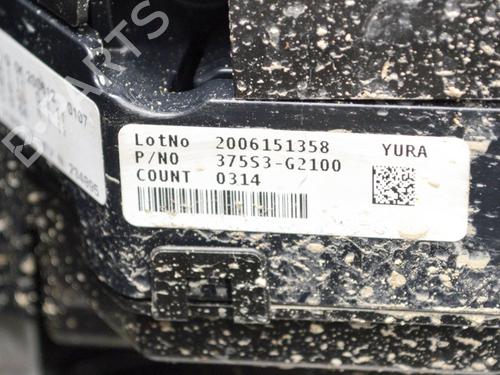 LotNo 2006151358 YURA
P/NO 375S3-G2100
COUNT 0314